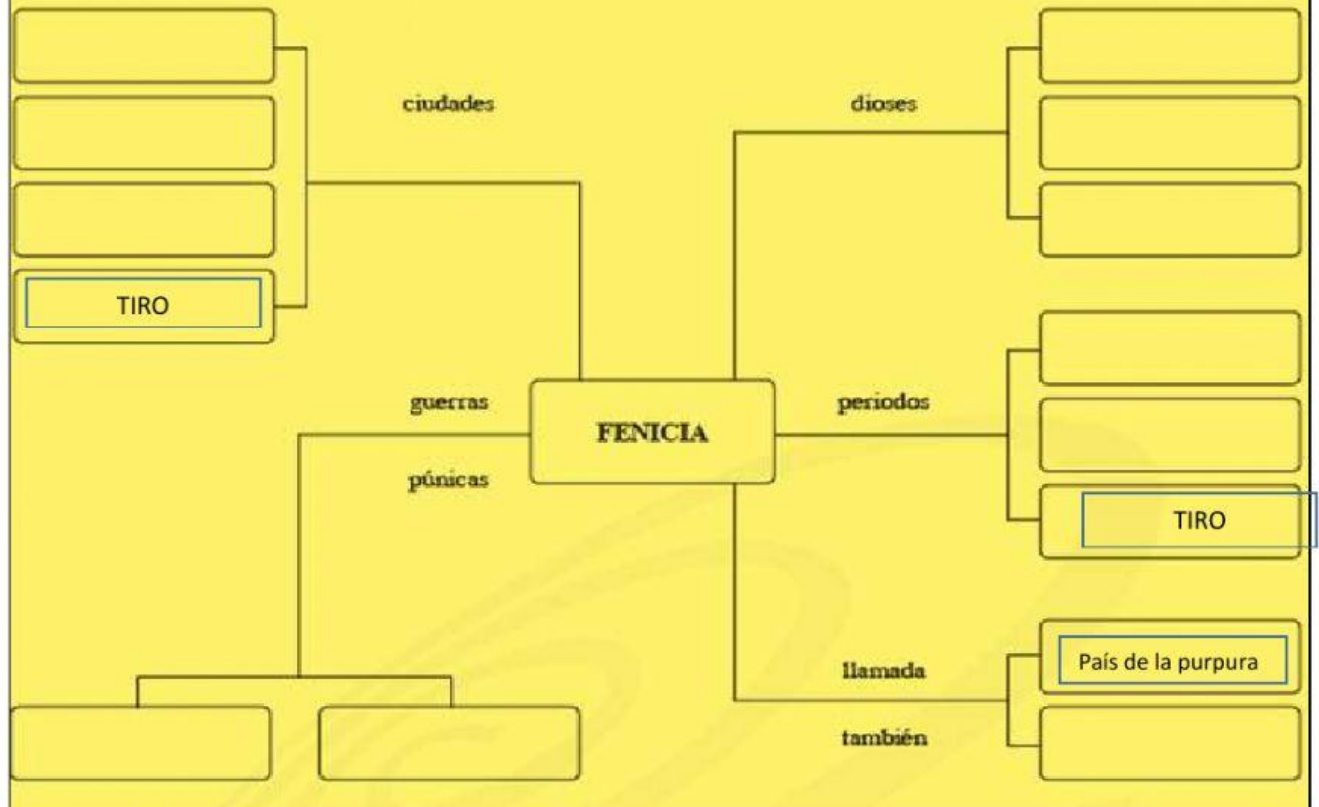 ciudades
dioses
TIRO
guerras
púnicas
FENICIA
periodos
TIRO
llamada
también
País de la purpura